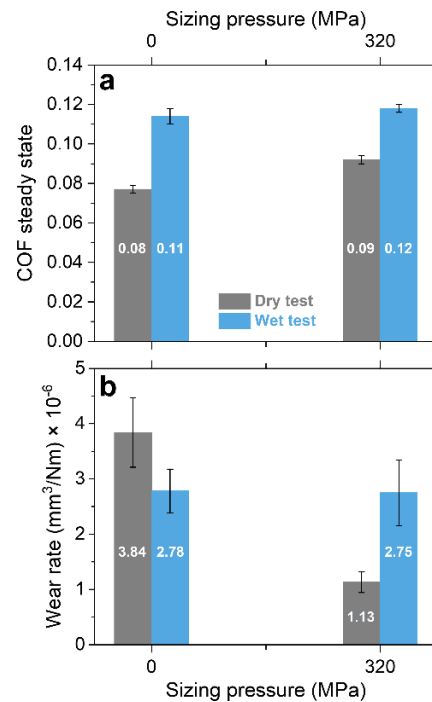 Sizing pressure (MPa)
0 320
a
COF steady state
0.14
0.12
0.10
0.08
0.06
0.04
0.02
0.00
0.08 0.11 0.09 0.12
Dry test
Wet test
b
Wear rate (mm³/Nm) × 10⁻⁶
5
4
3
2
1
0
3.84 2.78 1.13 2.75
0 320
Sizing pressure (MPa)